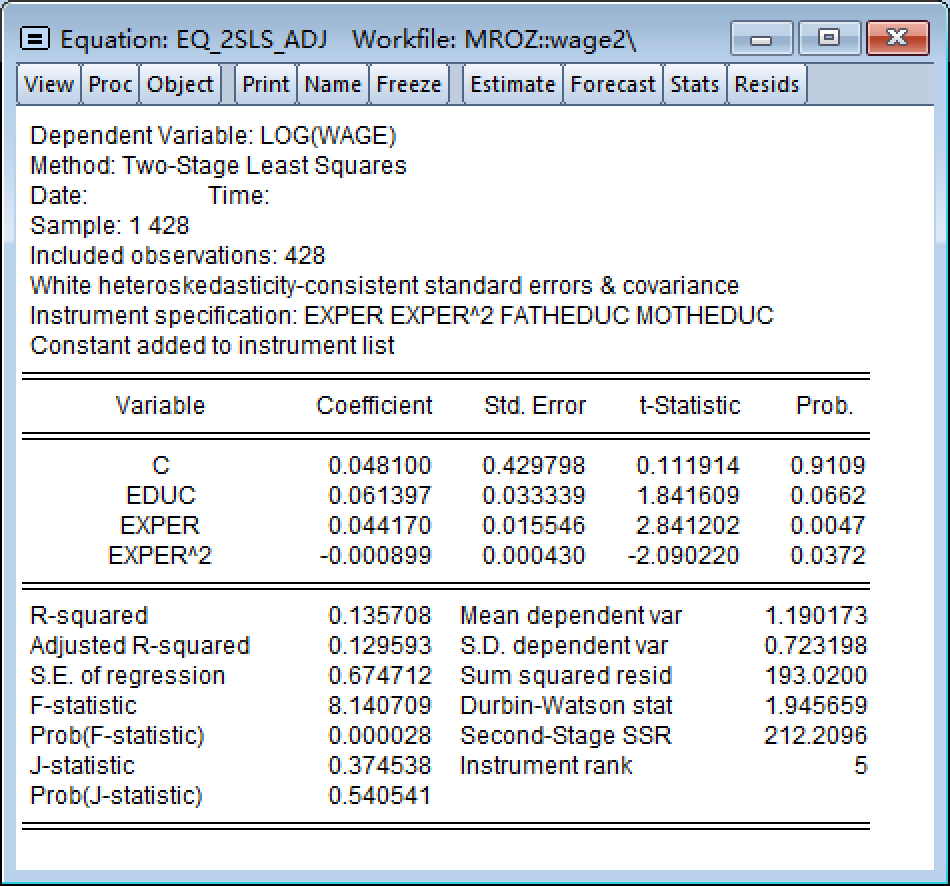 Equation: EQ_2SLS_ADJ Workfile: MROZ::wage2\
View Proc Object Print Name Freeze Estimate Forecast Stats Resids
Dependent Variable: LOG(WAGE)
Method: Two-Stage Least Squares
Date: Time:
Sample: 1 428
Included observations: 428
White heteroskedasticity-consistent standard errors & covariance
Instrument specification: EXPER EXPER^2 FATHEDUC MOTHEDUC
Constant added to instrument list
Variable Coefficient Std. Error t-Statistic Prob.
C 0.048100 0.429798 0.111914 0.9109
EDUC 0.061397 0.033339 1.841609 0.0662
EXPER 0.044170 0.015546 2.841202 0.0047
EXPER^2 -0.000899 0.000430 -2.090220 0.0372
R-squared 0.135708 Mean dependent var 1.190173
Adjusted R-squared 0.129593 S.D. dependent var 0.723198
S.E. of regression 0.674712 Sum squared resid 193.0200
F-statistic 8.140709 Durbin-Watson stat 1.945659
Prob(F-statistic) 0.000028 Second-Stage SSR 212.2096
J-statistic 0.374538 Instrument rank 5
Prob(J-statistic) 0.540541